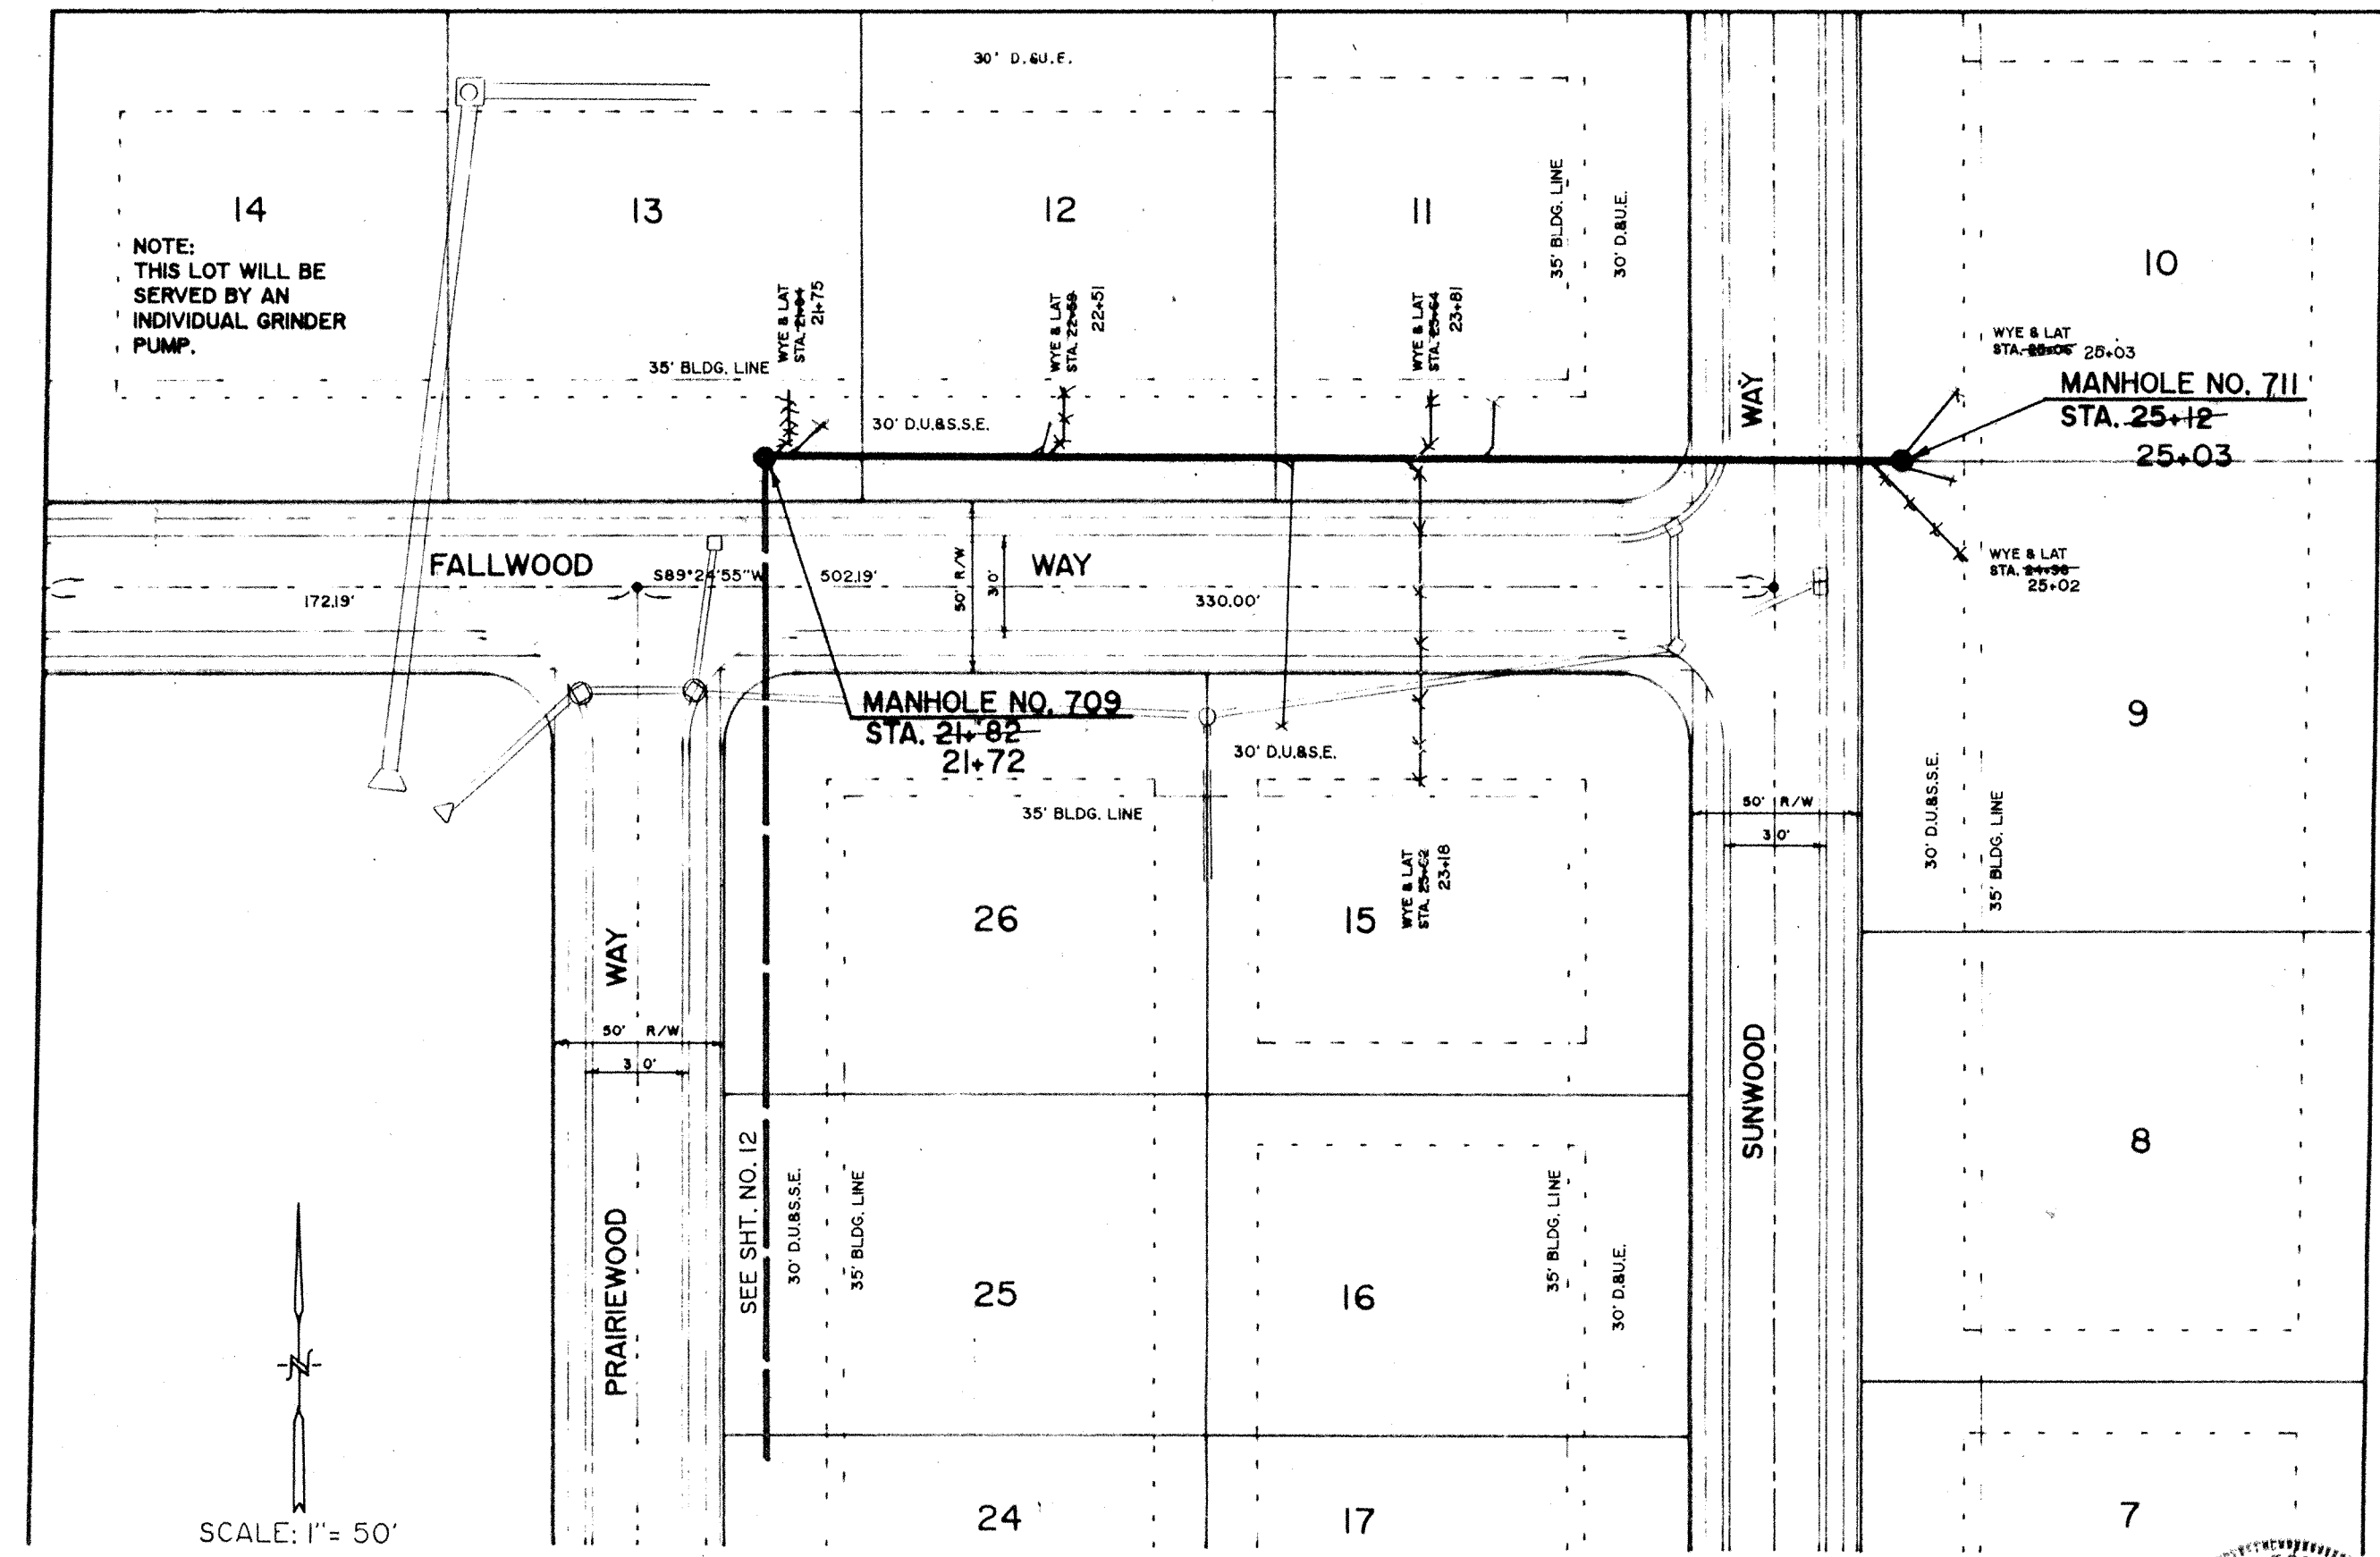 30' D.&U.E.
14
13
12
11
10
NOTE:
THIS LOT WILL BE
SERVED BY AN
INDIVIDUAL GRINDER
PUMP.
35' BLDG. LINE
30' D.&U.E.
WYE & LAT
STA.
21+75
WYE & LAT
STA. 22+59
22+51
WYE & LAT
STA.
23+81
35' BLDG. LINE
30' D.U.&S.S.E.
WAY
WYE & LAT
STA. 25+03
MANHOLE NO. 711
STA. 25+12
25+03
FALLWOOD
S89°24'55"W
502.19'
WAY
50' R/W
30'
172.19'
330.00'
WYE & LAT
STA.
25+02
MANHOLE NO. 709
STA. 21+82
21+72
30' D.U.&S.E.
35' BLDG. LINE
9
50' R/W
30'
30' D.U.&S.S.E.
35' BLDG. LINE
26
15
WYE & LAT
STA.
23+18
WAY
50' R/W
30'
PRAIRIEWOOD
SEE SHT. NO. 12
30' D.U.&S.S.E.
35' BLDG. LINE
SUNWOOD
8
25
16
35' BLDG. LINE
30' D.&U.E.
24
17
7
N
SCALE: 1"= 50'